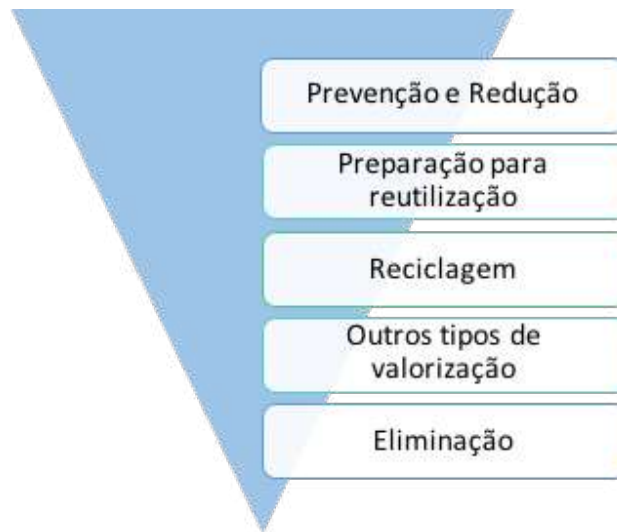 Prevenção e Redução
Preparação para
reutilização
Reciclagem
Outros tipos de
valorização
Eliminação